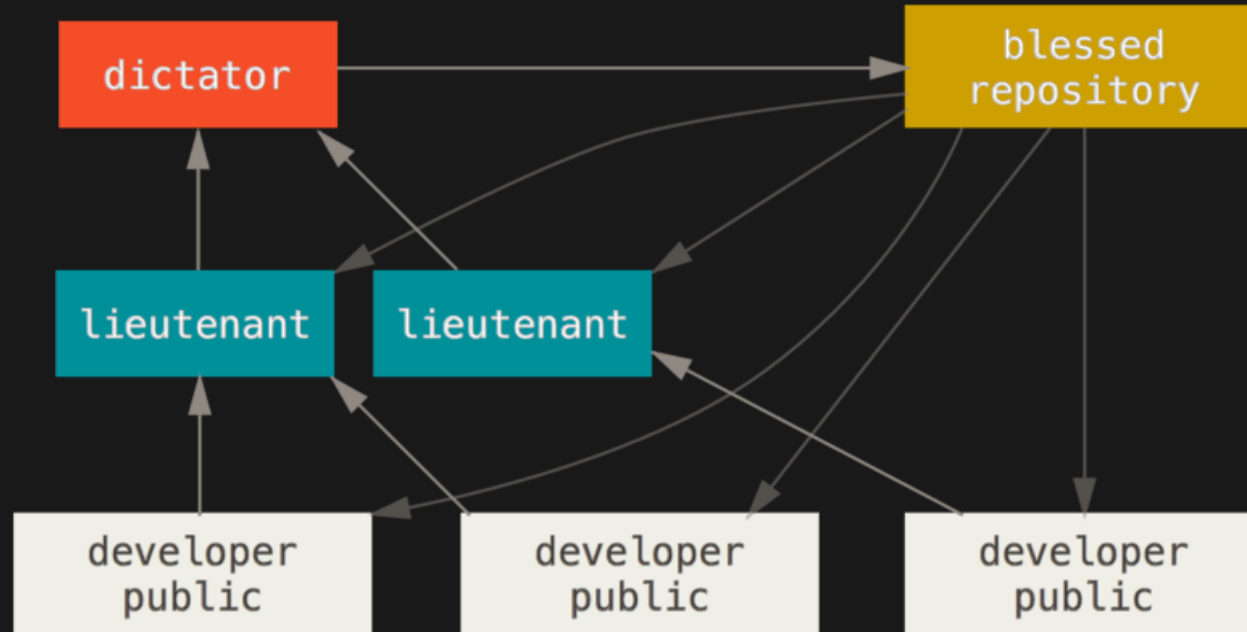 dictator
blessed
repository
lieutenant
lieutenant
developer
public
developer
public
developer
public